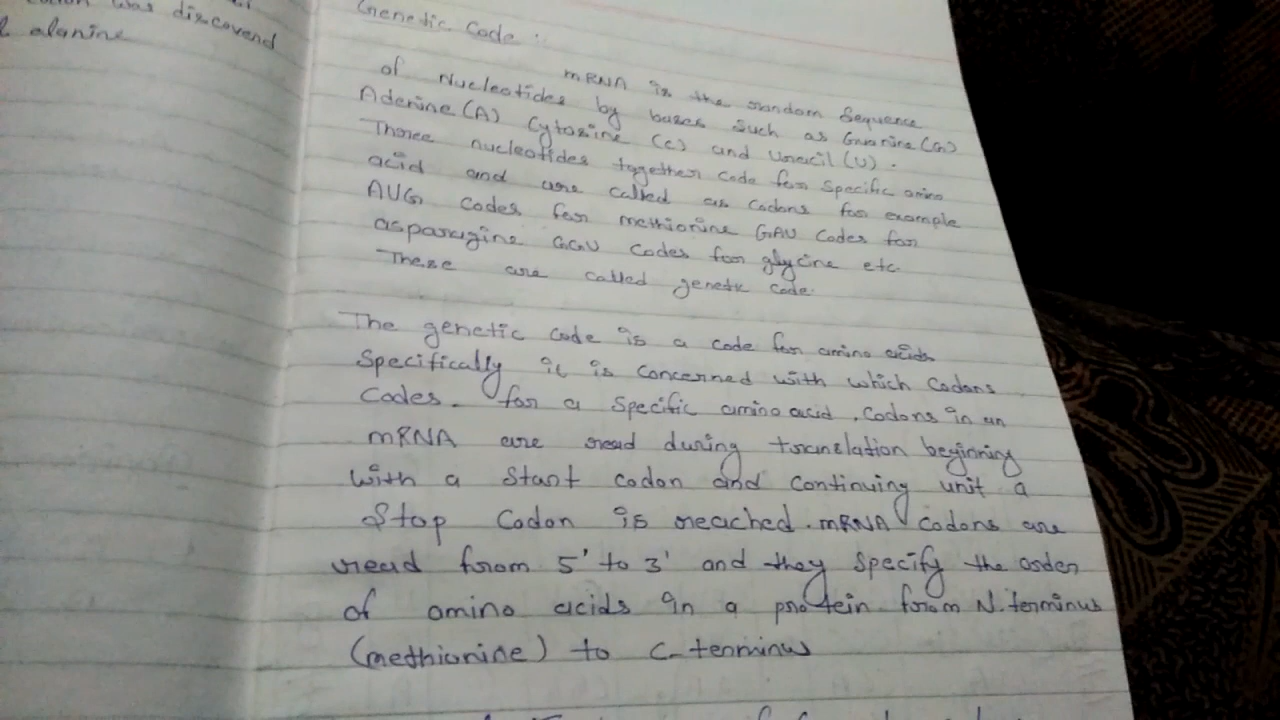 was discovered
alanine
Genetic Code :
mRNA is the random Sequence
of Nucleotides by bases such as Guanine (G)
Adenine (A) Cytosine (C) and Uracil (U).
Three nucleotides together code for specific amino
acid and are called as codons for example
AUG codes for methionine GAU codes for
asparagine GGU codes for glycine etc.
These are called genetic code.
The genetic code is a code for amino acids
Specifically it is concerned with which codons
Codes. for a specific amino acid. Codons in an
mRNA are read during translation beginning
with a Start codon and continuing unit a
Stop Codon is reached. mRNA codons are
read from 5' to 3' and they specify the order
of amino acids in a protein from N.terminus
(methionine) to C-terminus